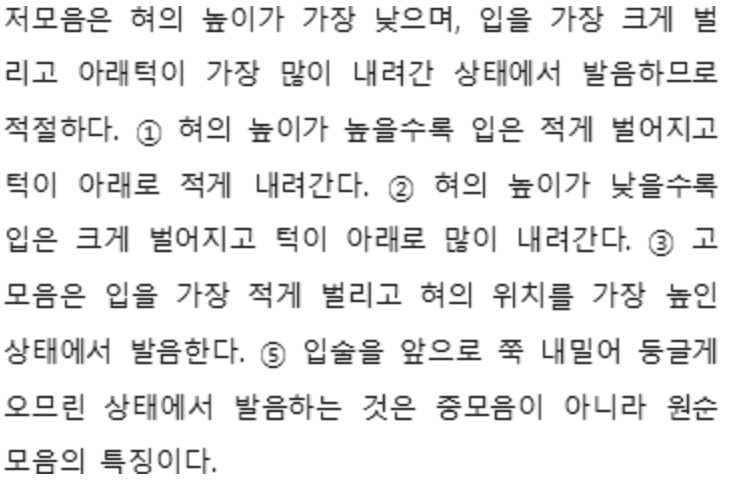 저모음은 혀의 높이가 가장 낮으며, 입을 가장 크게 벌
리고 아래턱이 가장 많이 내려간 상태에서 발음하므로
적절하다. ① 혀의 높이가 높을수록 입은 적게 벌어지고
턱이 아래로 적게 내려간다. ② 혀의 높이가 낮을수록
입은 크게 벌어지고 턱이 아래로 많이 내려간다. ③ 고
모음은 입을 가장 적게 벌리고 혀의 위치를 가장 높인
상태에서 발음한다. ⑤ 입술을 앞으로 쭉 내밀어 둥글게
오므린 상태에서 발음하는 것은 중모음이 아니라 원순
모음의 특징이다.